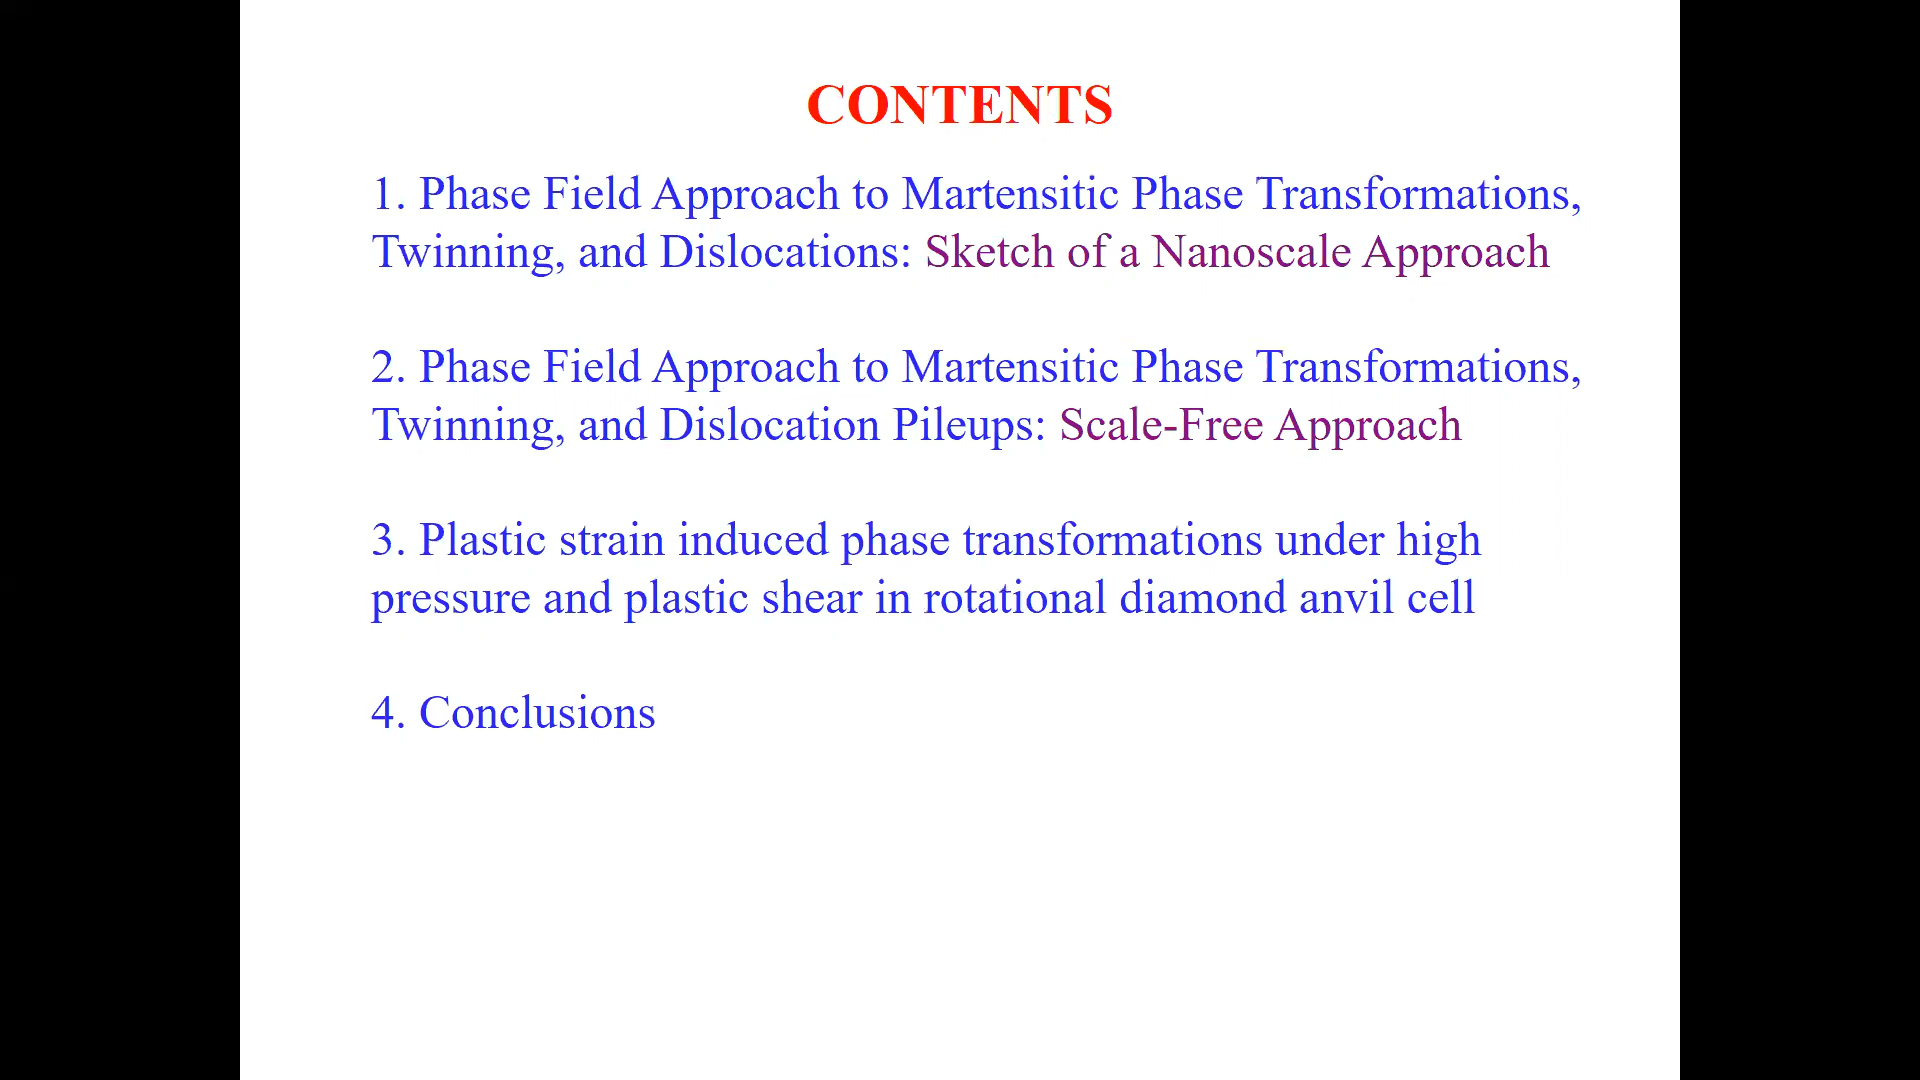 CONTENTS
1. Phase Field Approach to Martensitic Phase Transformations,
Twinning, and Dislocations: Sketch of a Nanoscale Approach
2. Phase Field Approach to Martensitic Phase Transformations,
Twinning, and Dislocation Pileups: Scale-Free Approach
3. Plastic strain induced phase transformations under high
pressure and plastic shear in rotational diamond anvil cell
4. Conclusions